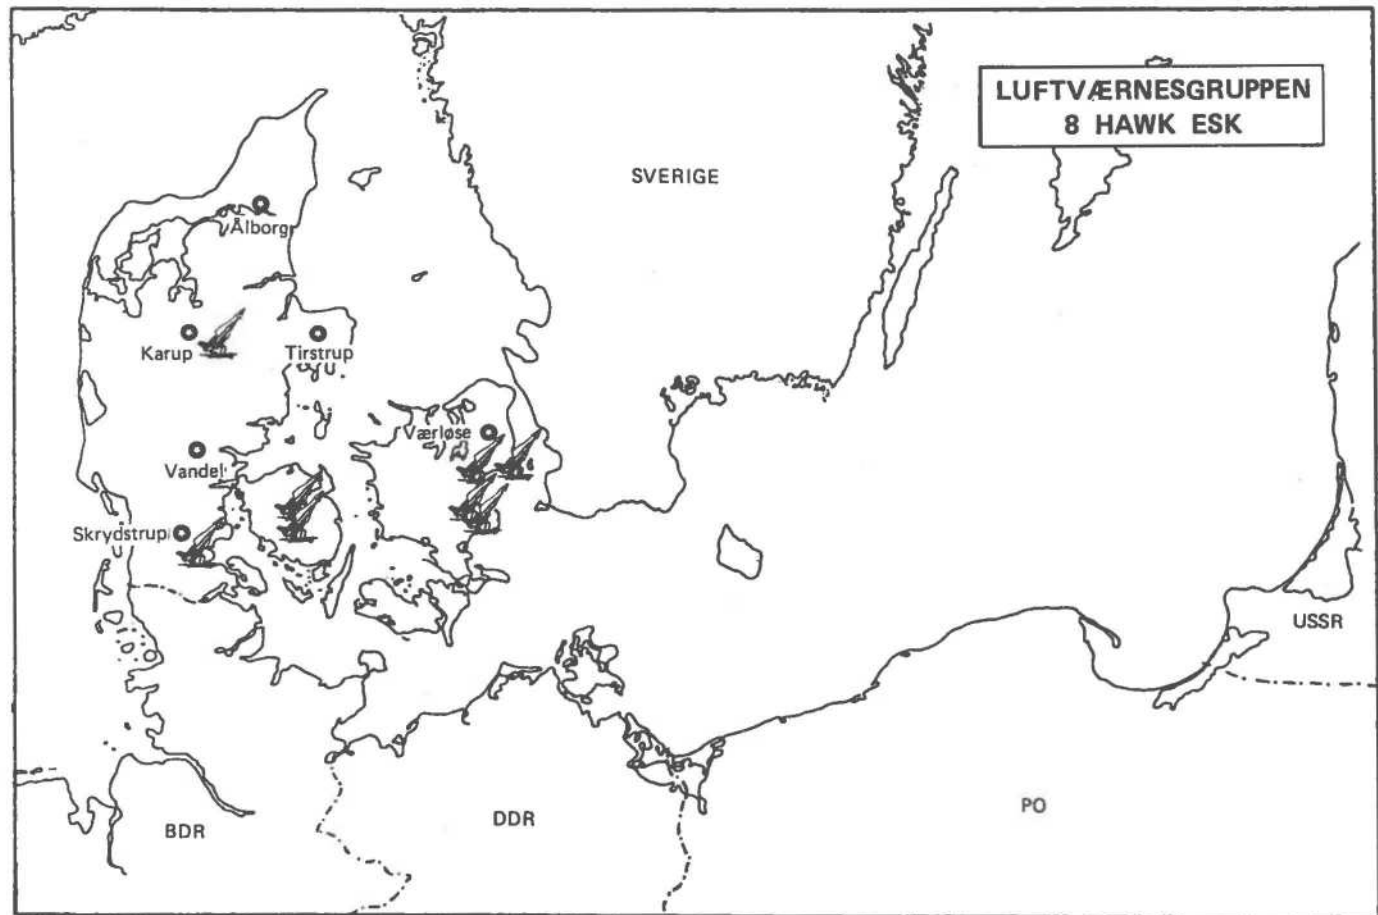 LUFTVÆRNESGRUPPEN
8 HAWK ESK
SVERIGE
Ålborg
Karup
Tirstrup
Værløse
Vandel
Skrydstrup
USSR
PO
BDR
DDR